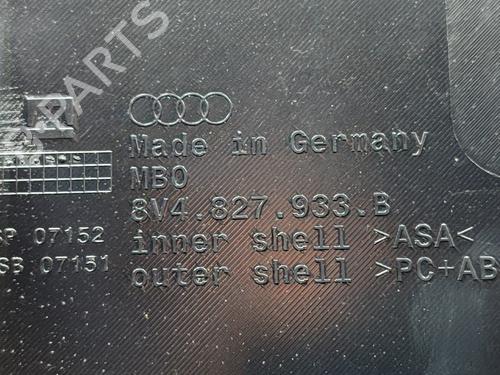 Made in Germany
MBO
8V4.827.933.B
07152 inner shell >ASA<
SB 07151 outer shell >PC+AB
PARTS